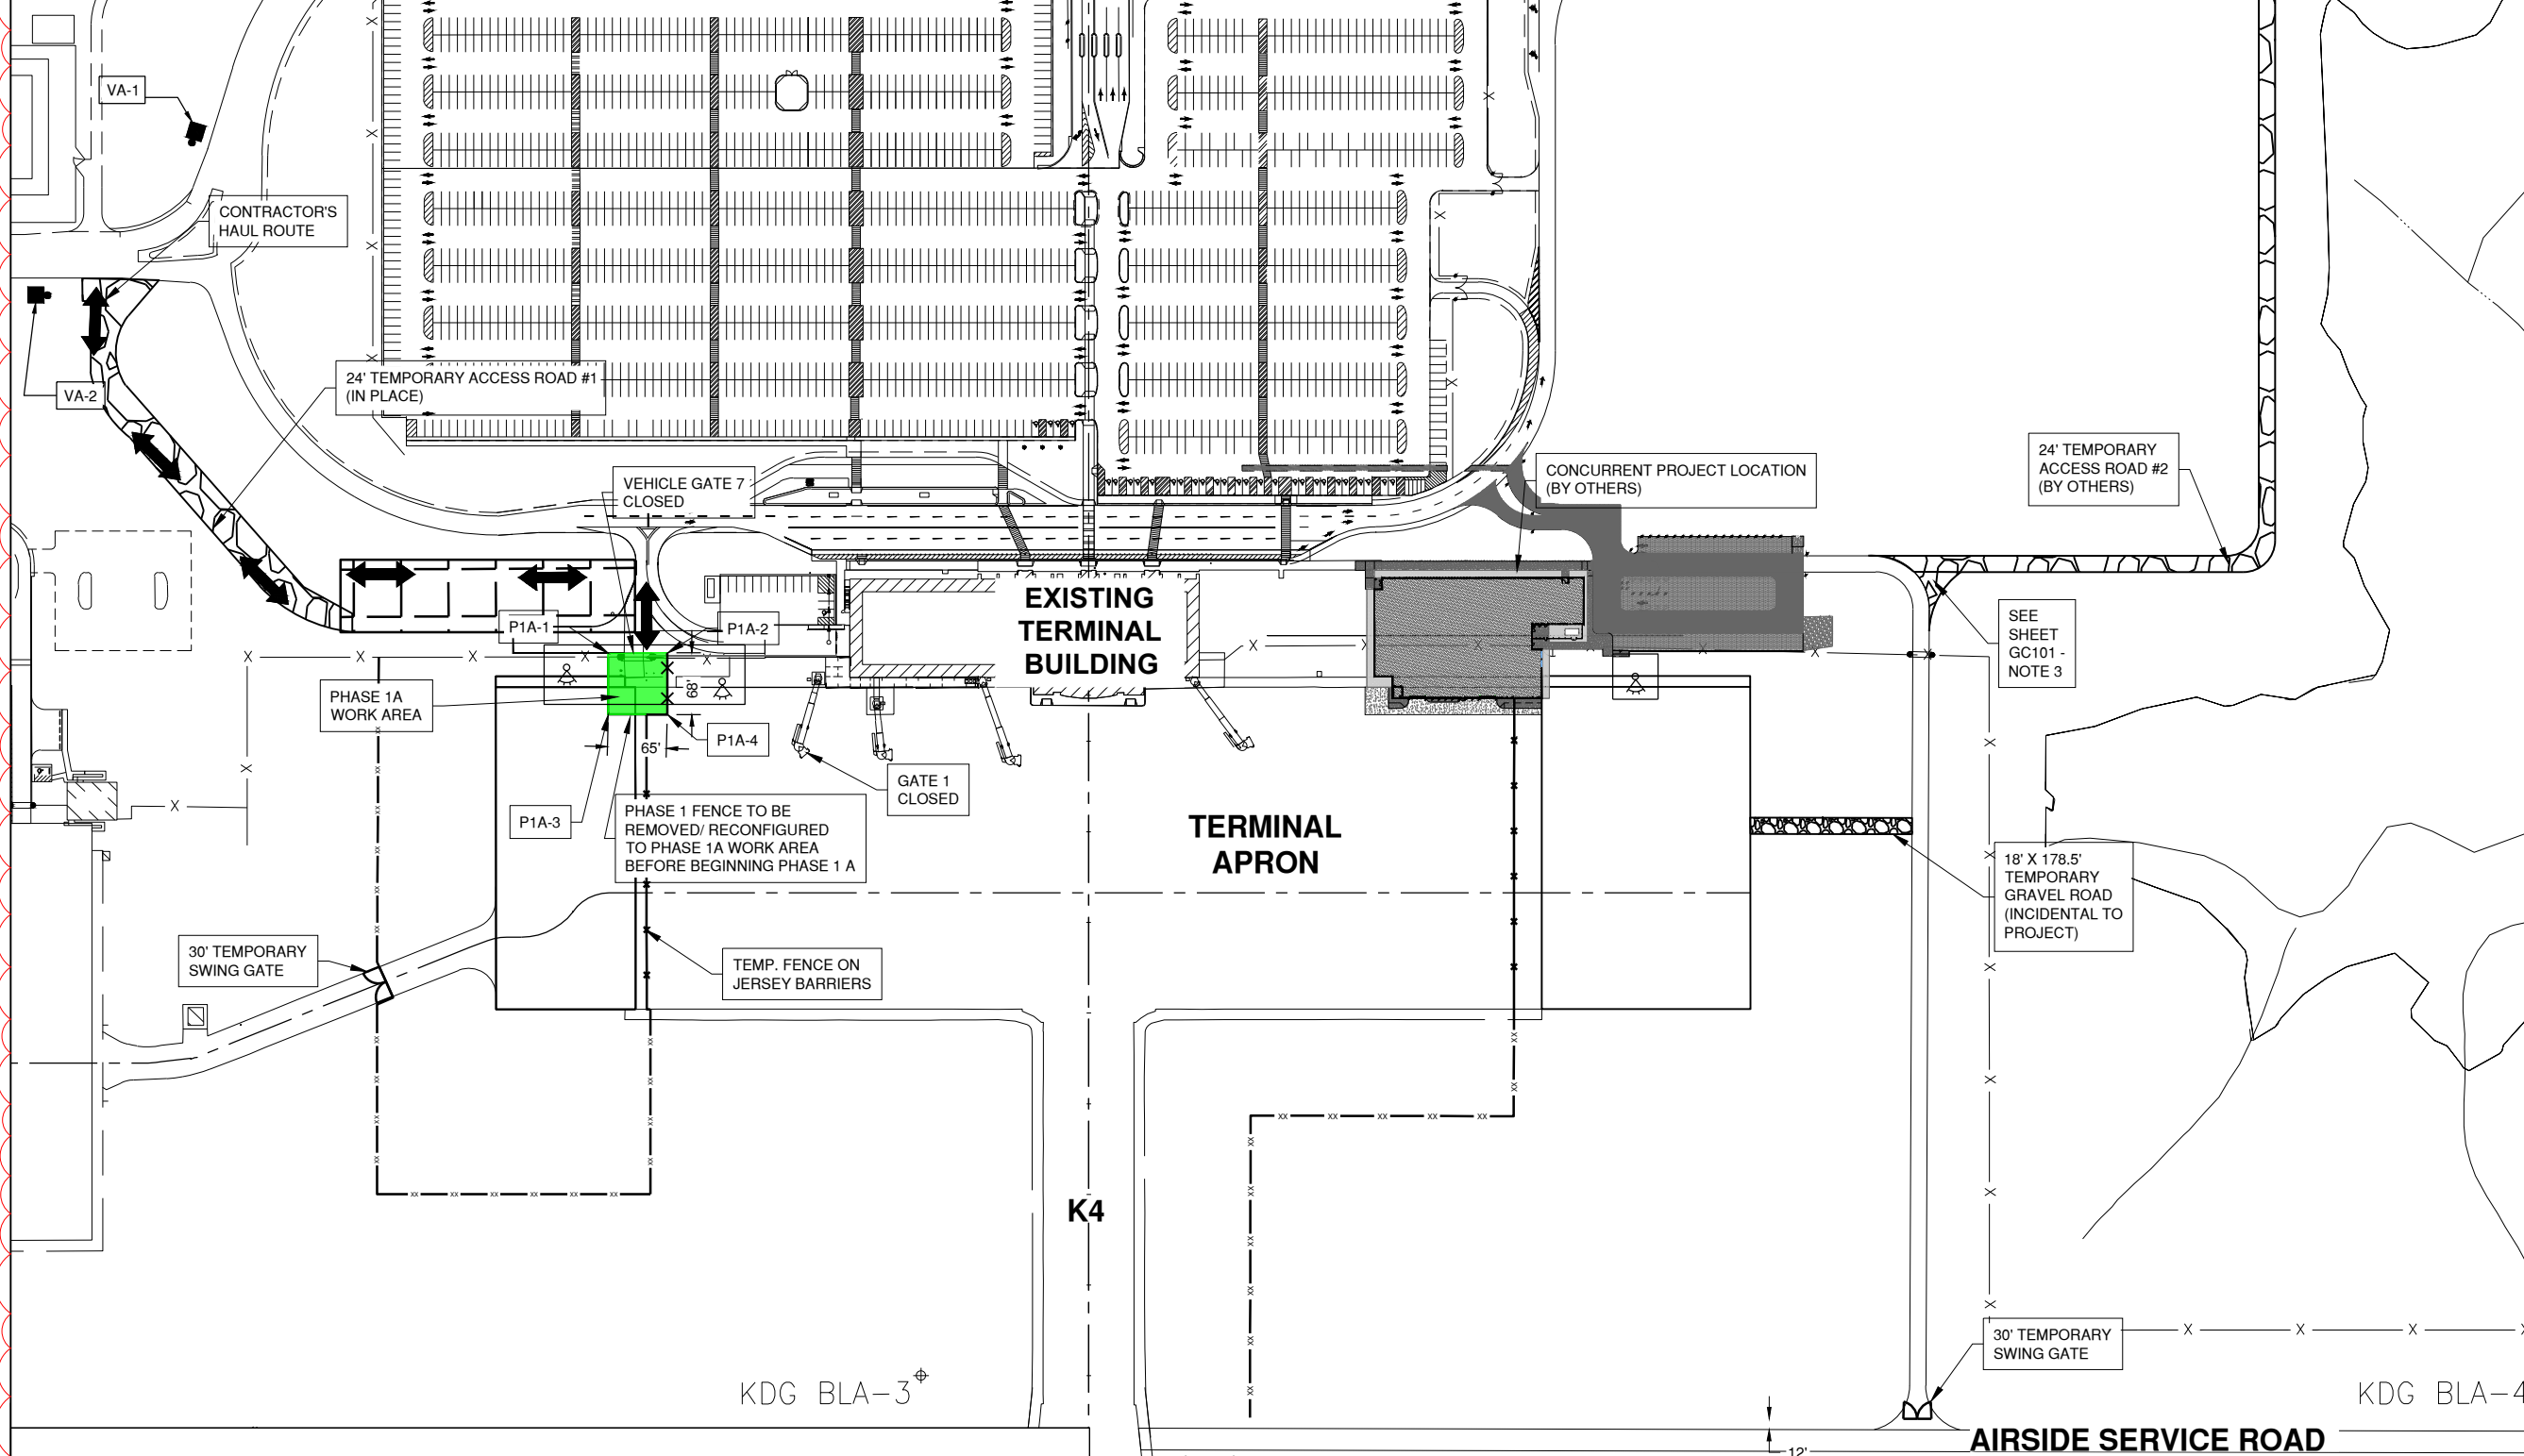 VA-1
CONTRACTOR'S
HAUL ROUTE
VA-2
24' TEMPORARY ACCESS ROAD #1
(IN PLACE)
VEHICLE GATE 7
CLOSED
CONCURRENT PROJECT LOCATION
(BY OTHERS)
24' TEMPORARY
ACCESS ROAD #2
(BY OTHERS)
P1A-1
P1A-2
EXISTING
TERMINAL
BUILDING
SEE
SHEET
GC101 -
NOTE 3
PHASE 1A
WORK AREA
68'
65'
P1A-4
GATE 1
CLOSED
P1A-3
PHASE 1 FENCE TO BE
REMOVED/ RECONFIGURED
TO PHASE 1A WORK AREA
BEFORE BEGINNING PHASE 1 A
TERMINAL
APRON
18' X 178.5'
TEMPORARY
GRAVEL ROAD
(INCIDENTAL TO
PROJECT)
30' TEMPORARY
SWING GATE
TEMP. FENCE ON
JERSEY BARRIERS
K4
30' TEMPORARY
SWING GATE
KDG BLA-3
KDG BLA-4
12'
AIRSIDE SERVICE ROAD